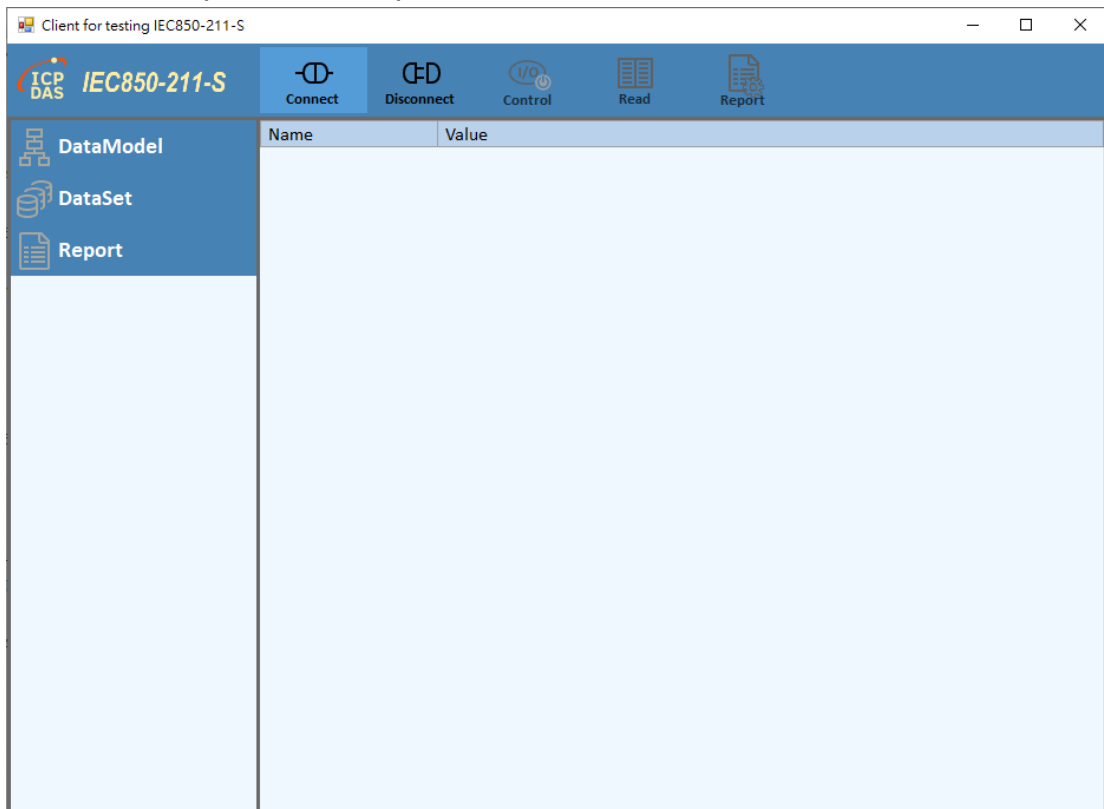 Client for testing IEC850-211-S
ICP DAS IEC850-211-S
Connect Disconnect Control Read Report
DataModel
DataSet
Report
Name Value